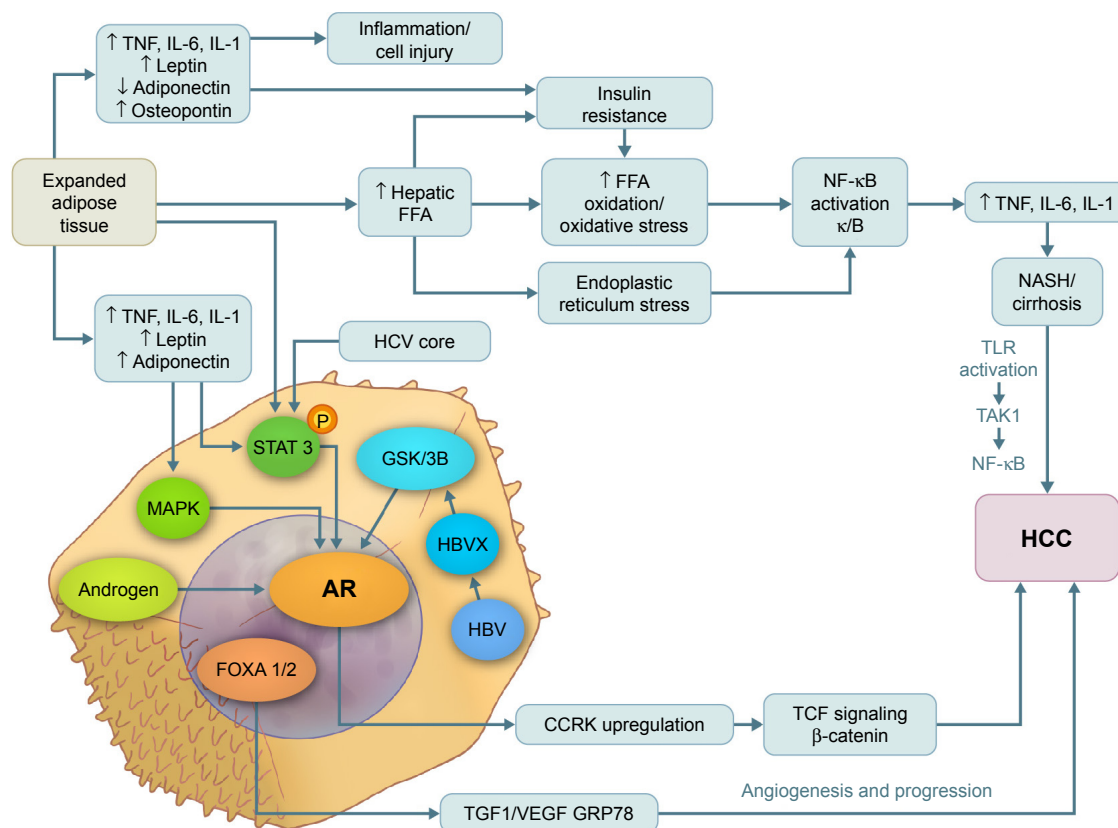 ↑ TNF, IL-6, IL-1
↑ Leptin
↓ Adiponectin
↑ Osteopontin
Inflammation/
cell injury
Insulin
resistance
Expanded
adipose
tissue
↑ Hepatic
FFA
↑ FFA
oxidation/
oxidative stress
NF-κB
activation
κ/B
↑ TNF, IL-6, IL-1
Endoplastic
reticulum stress
NASH/
cirrhosis
↑ TNF, IL-6, IL-1
↑ Leptin
↑ Adiponectin
HCV core
TLR
activation
TAK1
NF-κB
P
STAT 3
GSK/3B
MAPK
HBVX
HCC
Androgen
AR
HBV
FOXA 1/2
CCRK upregulation
TCF signaling
β-catenin
Angiogenesis and progression
TGF1/VEGF GRP78